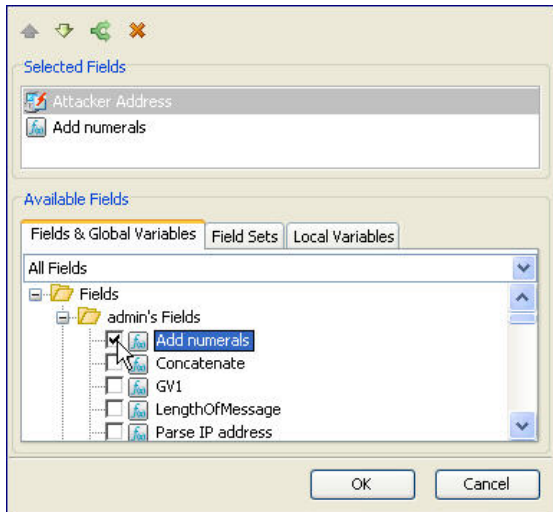 Selected Fields
Attacker Address
Add numerals
Available Fields
Fields & Global Variables Field Sets Local Variables
All Fields
Fields
admin's Fields
Add numerals
Concatenate
GV1
LengthOfMessage
Parse IP address
OK Cancel